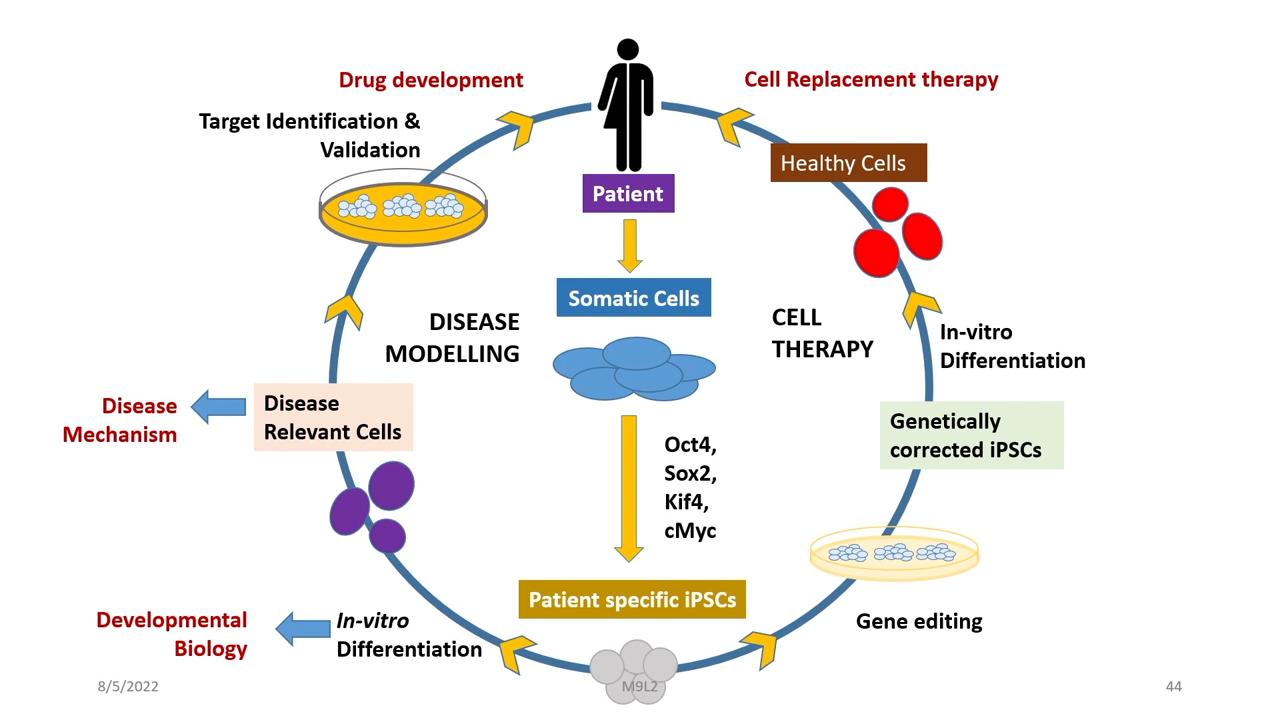 Drug development
Cell Replacement therapy
Target Identification &
Validation
Healthy Cells
Patient
Somatic Cells
DISEASE
MODELLING
CELL
THERAPY
In-vitro
Differentiation
Disease
Mechanism
Disease
Relevant Cells
Genetically
corrected iPSCs
Oct4,
Sox2,
Kif4,
cMyc
Patient specific iPSCs
Gene editing
Developmental
Biology
In-vitro
Differentiation
8/5/2022
M9L2
44